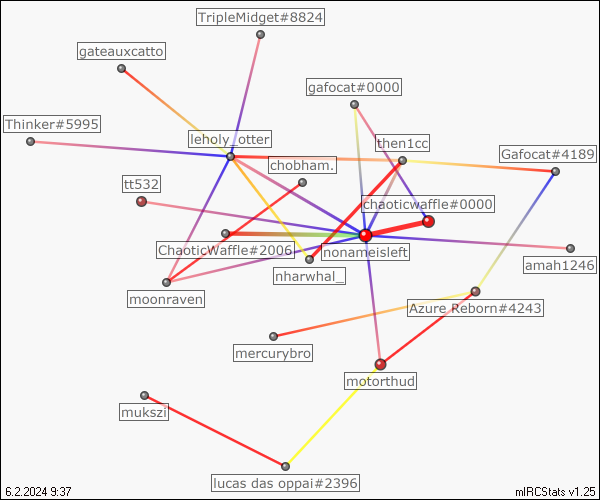 TripleMidget#8824
gateauxcatto
gafocat#0000
Thinker#5995
leholy_otter
then1cc
chobham.
Gafocat#4189
tt532
chaoticwaffle#0000
ChaoticWaffle#2006
nonameisleft
amah1246
nharwhal_
moonraven
Azure Reborn#4243
mercurybro
motorthud
mukszi
lucas das oppai#2396
6.2.2024 9:37
mIRCStats v1.25